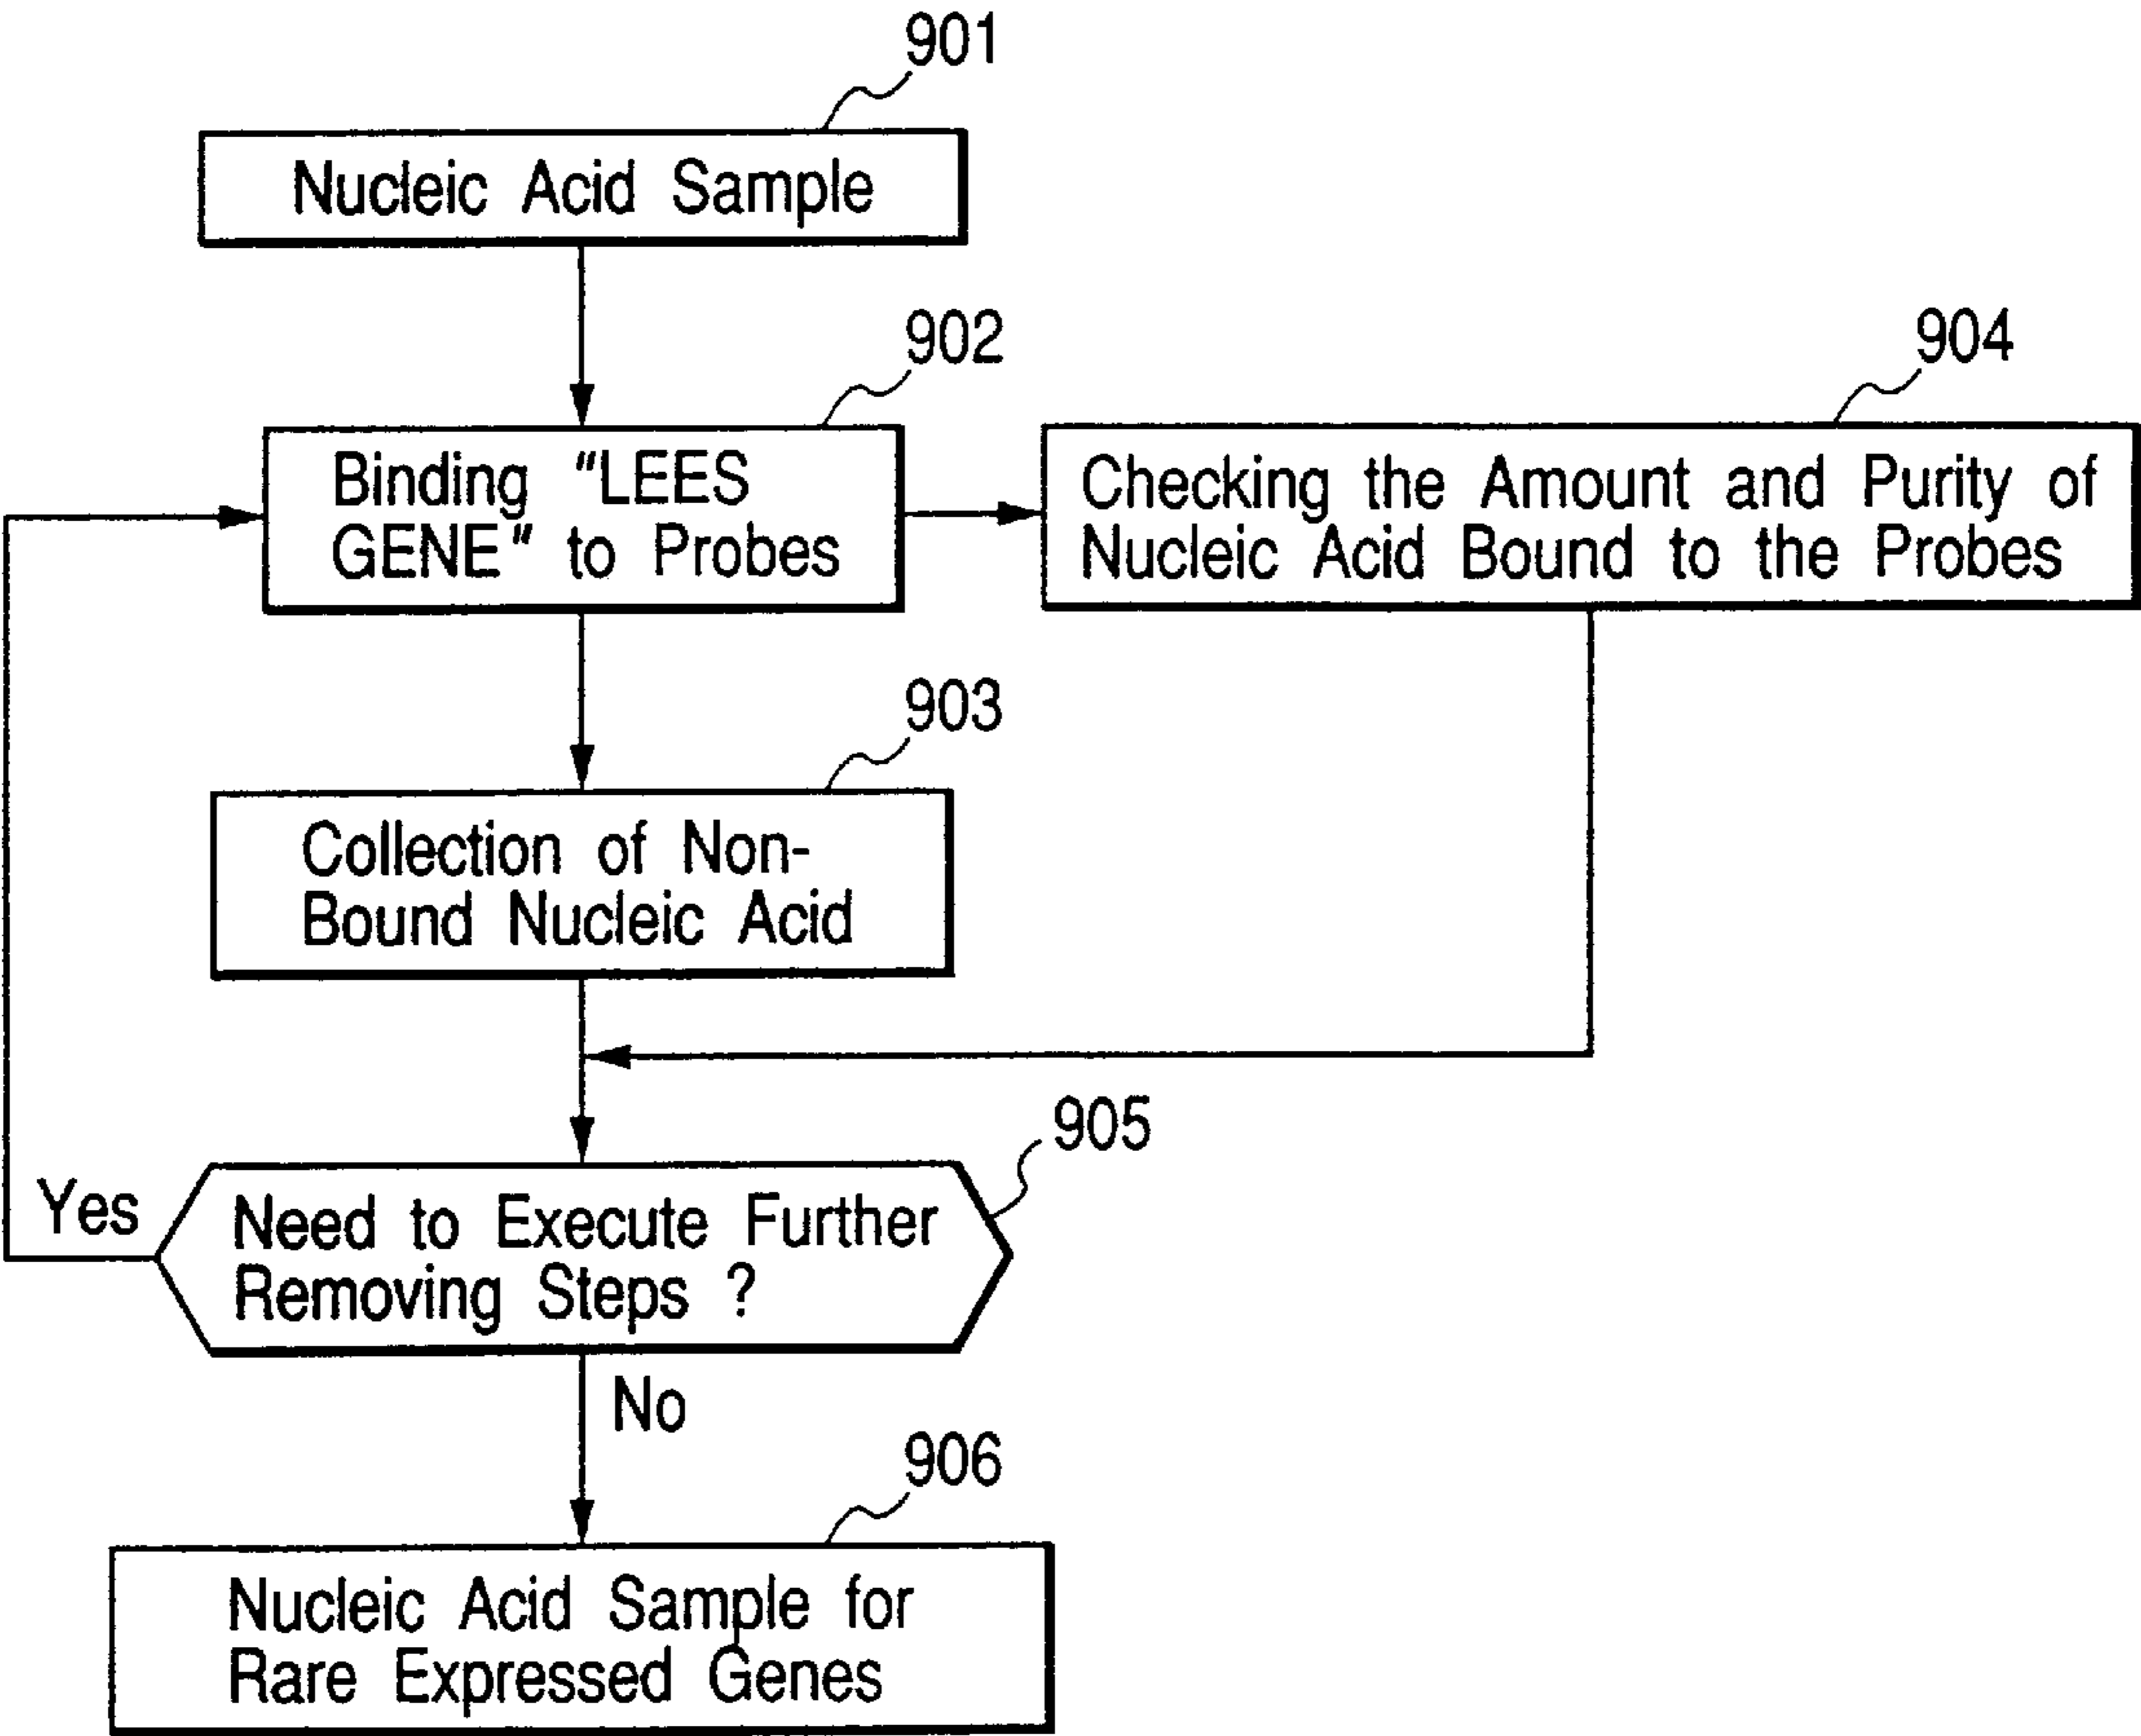 901
Nucleic Acid Sample
902
Binding "LEES
GENE" to Probes
904
Checking the Amount and Purity of
Nucleic Acid Bound to the Probes
903
Collection of Non-
Bound Nucleic Acid
905
Yes
Need to Execute Further
Removing Steps ?
No
906
Nucleic Acid Sample for
Rare Expressed Genes